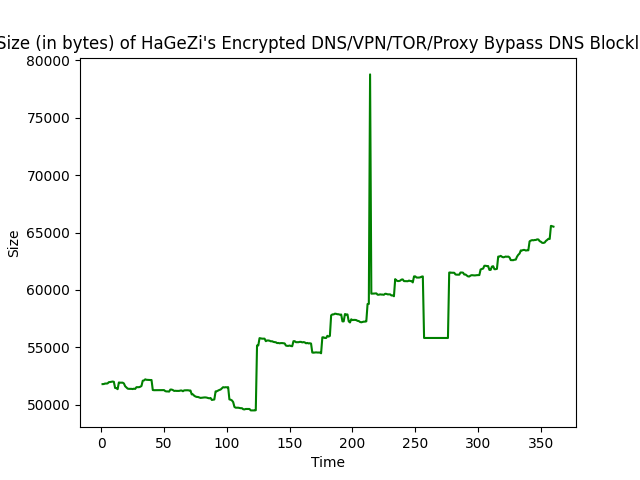 Size (in bytes) of HaGeZi's Encrypted DNS/VPN/TOR/Proxy Bypass DNS Blockl
80000
75000
70000
65000
60000
55000
50000
Size
0 50 100 150 200 250 300 350
Time